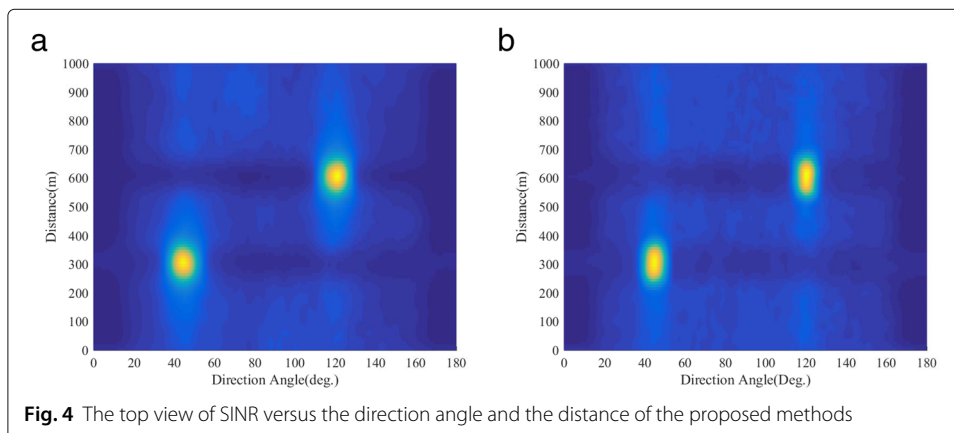 a
b
1000
900
800
700
600
500
400
300
200
100
0
Distance(m)
0 20 40 60 80 100 120 140 160 180
Direction Angle(deg.)
1000
900
800
700
600
500
400
300
200
100
0
Distance(m)
0 20 40 60 80 100 120 140 160 180
Direction Angle(Deg.)
Fig. 4 The top view of SINR versus the direction angle and the distance of the proposed methods